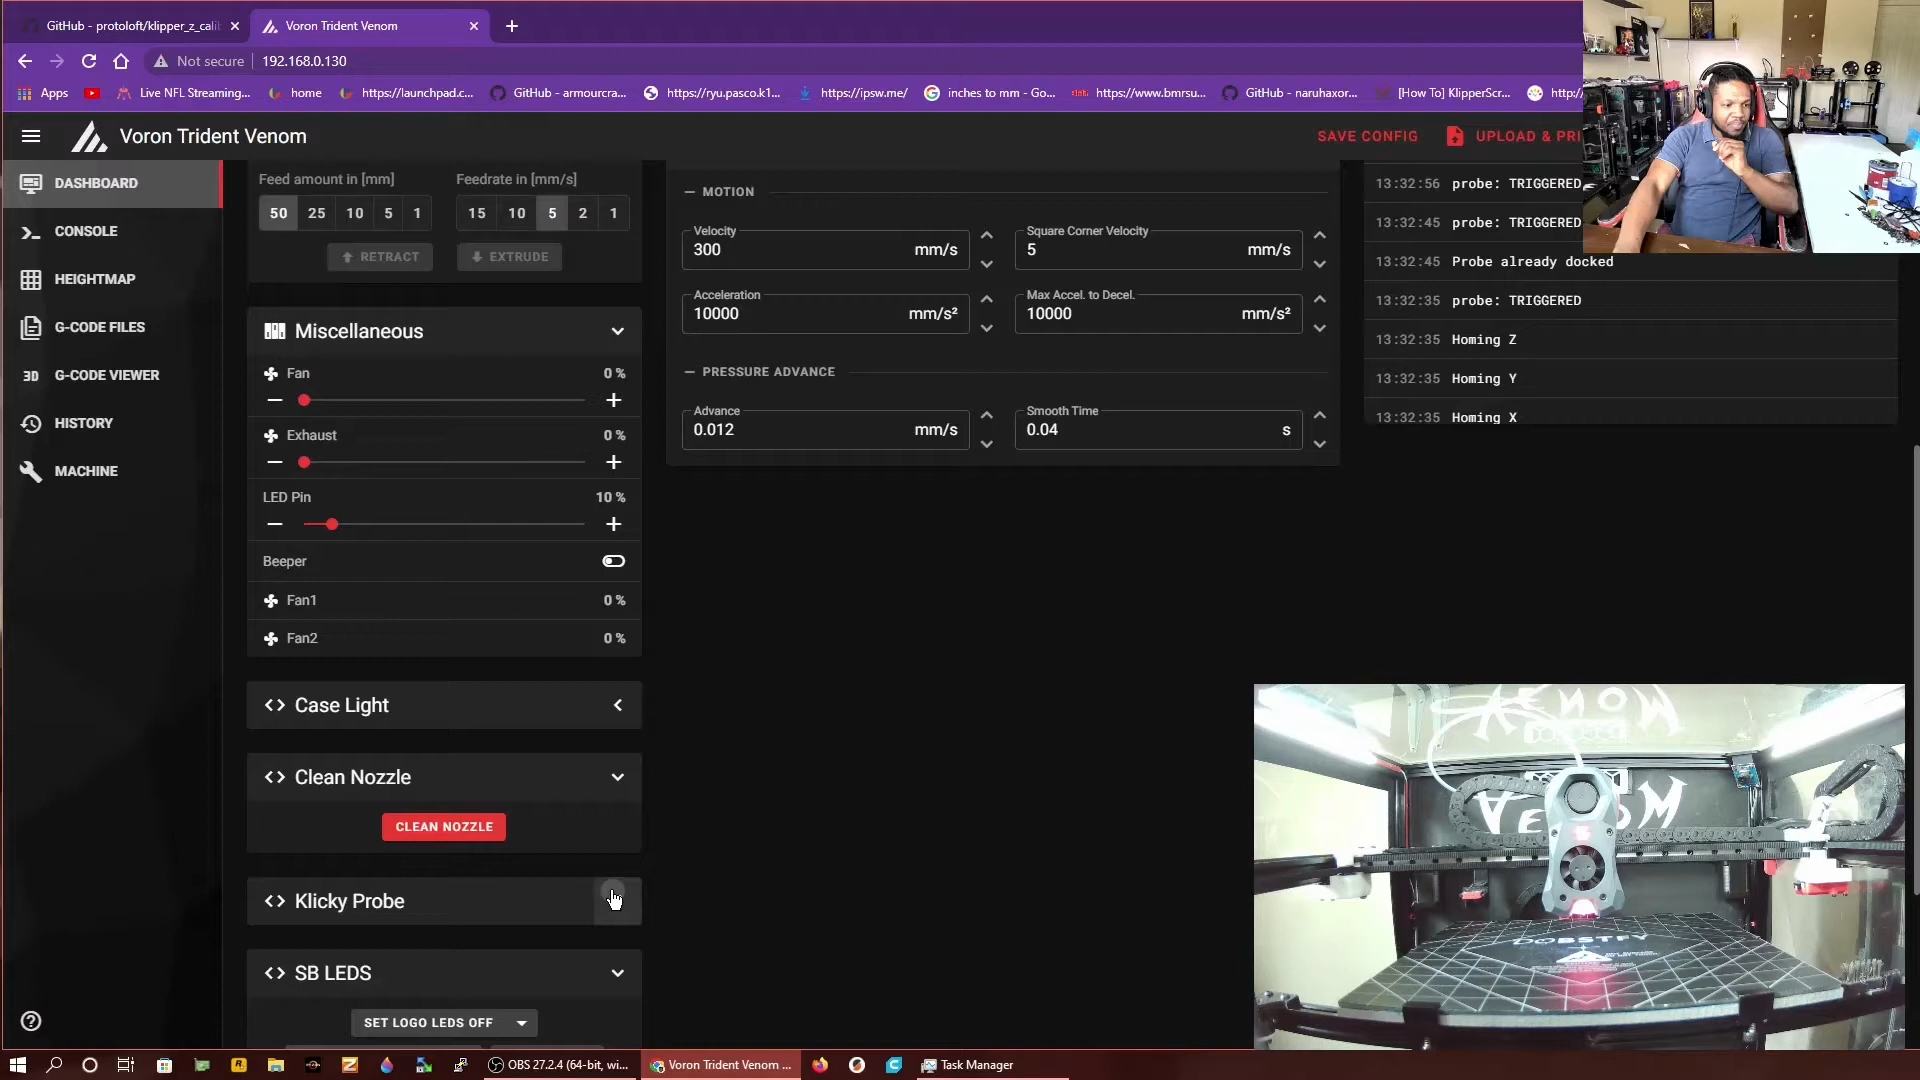 GitHub - protoloft/klipper_z_calib
Voron Trident Venom
Not secure
192.168.0.130
Apps
Live NFL Streaming...
home
https://launchpad.c...
GitHub - armourcra...
https://ryu.pasco.k1...
https://ipsw.me/
inches to mm - Go...
https://www.bmrsu...
GitHub - naruhaxor...
[How To] KlipperScr...
http:/
Voron Trident Venom
SAVE CONFIG
UPLOAD & PRI
DASHBOARD
CONSOLE
HEIGHTMAP
G-CODE FILES
3D G-CODE VIEWER
HISTORY
MACHINE
Feed amount in [mm]
Feedrate in [mm/s]
50 25 10 5 1
15 10 5 2 1
RETRACT
EXTRUDE
Miscellaneous
Fan 0 %
Exhaust 0 %
LED Pin 10 %
Beeper
Fan1 0 %
Fan2 0 %
Case Light
Clean Nozzle
CLEAN NOZZLE
Klicky Probe
SB LEDS
SET LOGO LEDS OFF
MOTION
Velocity
300 mm/s
Square Corner Velocity
5 mm/s
Acceleration
10000 mm/s²
Max Accel. to Decel.
10000 mm/s²
PRESSURE ADVANCE
Advance
0.012 mm/s
Smooth Time
0.04 s
13:32:56 probe: TRIGGERED
13:32:45 probe: TRIGGERED
13:32:45 Probe already docked
13:32:35 probe: TRIGGERED
13:32:35 Homing Z
13:32:35 Homing Y
13:32:35 Homing X
OBS 27.2.4 (64-bit, wi...
Voron Trident Venom ...
Task Manager